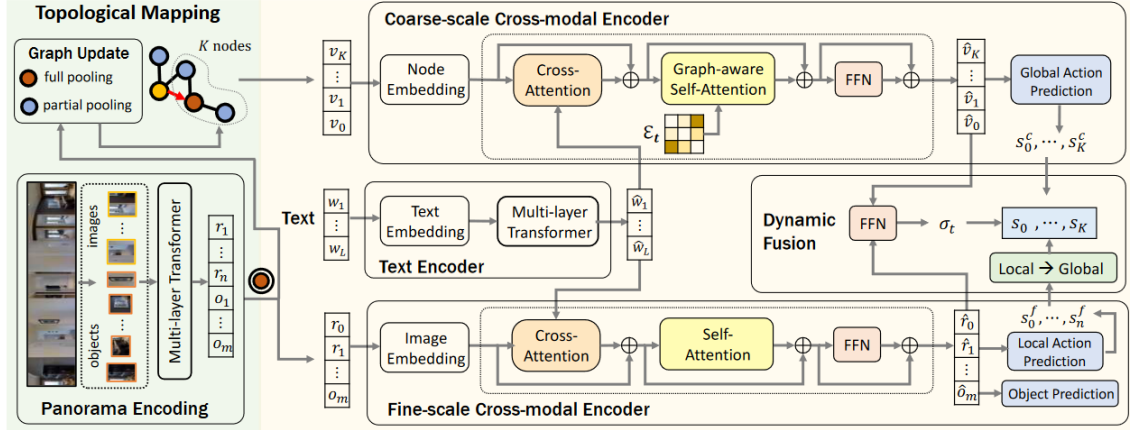 Topological Mapping
Graph Update
full pooling
partial pooling
K nodes
images
objects
Multi-layer Transformer
r_1
⋮
r_n
o_1
⋮
o_m
Panorama Encoding
Coarse-scale Cross-modal Encoder
v_K
⋮
v_1
v_0
Node
Embedding
Cross-
Attention
Graph-aware
Self-Attention
ℰ_t
FFN
v̂_K
⋮
v̂_1
v̂_0
Global Action
Prediction
s_0^c, ⋯, s_K^c
Text
w_1
⋮
w_L
Text
Embedding
Multi-layer
Transformer
Text Encoder
ŵ_1
⋮
ŵ_L
Dynamic
Fusion
FFN
σ_t
s_0 , ⋯, s_K
Local → Global
r_0
r_1
⋮
o_m
Image
Embedding
Cross-
Attention
Self-
Attention
FFN
r̂_0
r̂_1
⋮
ô_m
s_0^f, ⋯, s_n^f
Local Action
Prediction
Object Prediction
Fine-scale Cross-modal Encoder